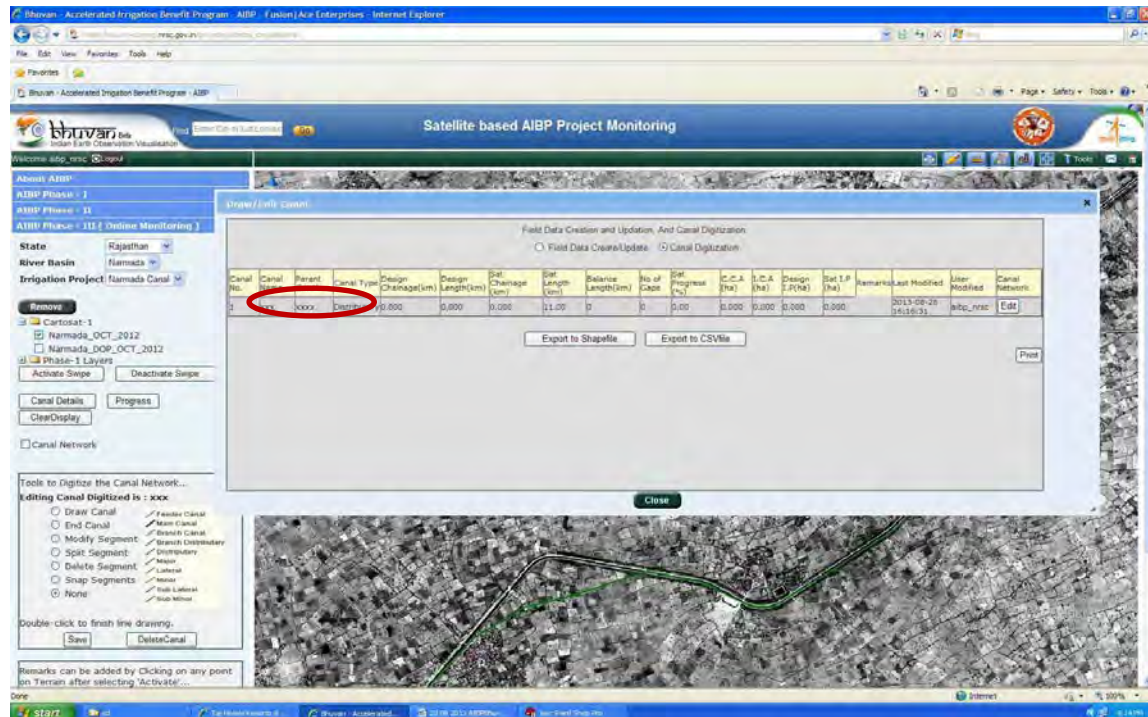 Bhuvan - Accelerated Irrigation Benefit Program - AIBP - Fusion | Ace Enterprises - Internet Explorer
nrsc.gov.in
File Edit View Favorites Tools Help
Favorites
Bhuvan - Accelerated Irrigation Benefit Program - AIBP
Page Safety Tools
bhuvan Beta
Indian Earth Observation Visualisation
Find
GO
Satellite based AIBP Project Monitoring
Welcome aibp_nrsc Logout
Tools
About AIBP
AIBP Phase - I
AIBP Phase - II
AIBP Phase - III ( Online Monitoring )
State Rajasthan
River Basin Narmada
Irrigation Project Narmada Canal
Remove
Cartosat-1
Narmada_OCT_2012
Narmada_DOP_OCT_2012
Phase-1 Layers
Activate Swipe Deactivate Swipe
Canal Details Progress
ClearDisplay
Canal Network
Tools to Digitize the Canal Network...
Editing Canal Digitized is : xxx
Draw Canal
End Canal
Modify Segment
Split Segment
Delete Segment
Snap Segments
None
Feeder Canal
Main Canal
Branch Canal
Branch Distributary
Distributary
Major
Lateral
Minor
Sub Lateral
Sub Minor
Double-click to finish line drawing.
Save DeleteCanal
Remarks can be added by Clicking on any point
on Terrain after selecting 'Activate'...
Draw/Edit Canal
Field Data Creation and Updation, And Canal Digitization
Field Data Create/Update Canal Digitization
Canal No. Canal Name Parent Canal Type Design Chainage(km) Design Length(km) Sat. Chainage (km) Sat. Length (km) Balance Length(km) No of Gaps Sat. Progress (%) C.C.A (ha) I.C.A (ha) Design I.P(ha) Sat I.P (ha) Remarks Last Modified User Modified Canal Network
1 xxx xxxx Distributary 0.000 0.000 0.000 11.00 0 0 0.00 0.000 0.000 0.000 0.000 2013-08-26 16:16:31 aibp_nrsc Edit
Export to Shapefile Export to CSVfile
Print
Close
Done
Internet
100%
start
Bhuvan - Accelerated...